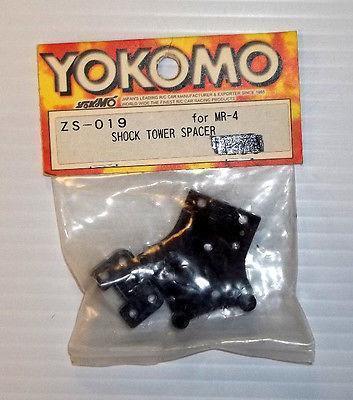 YOKOMO
YOKOMO
JAPAN'S LEADING R/C CAR MANUFACTURER & EXPORTER SINCE
WORLD WIDE THE FINEST R/C CAR RACING PRODUCTS
ZS-019 for MR-4
SHOCK TOWER SPACER